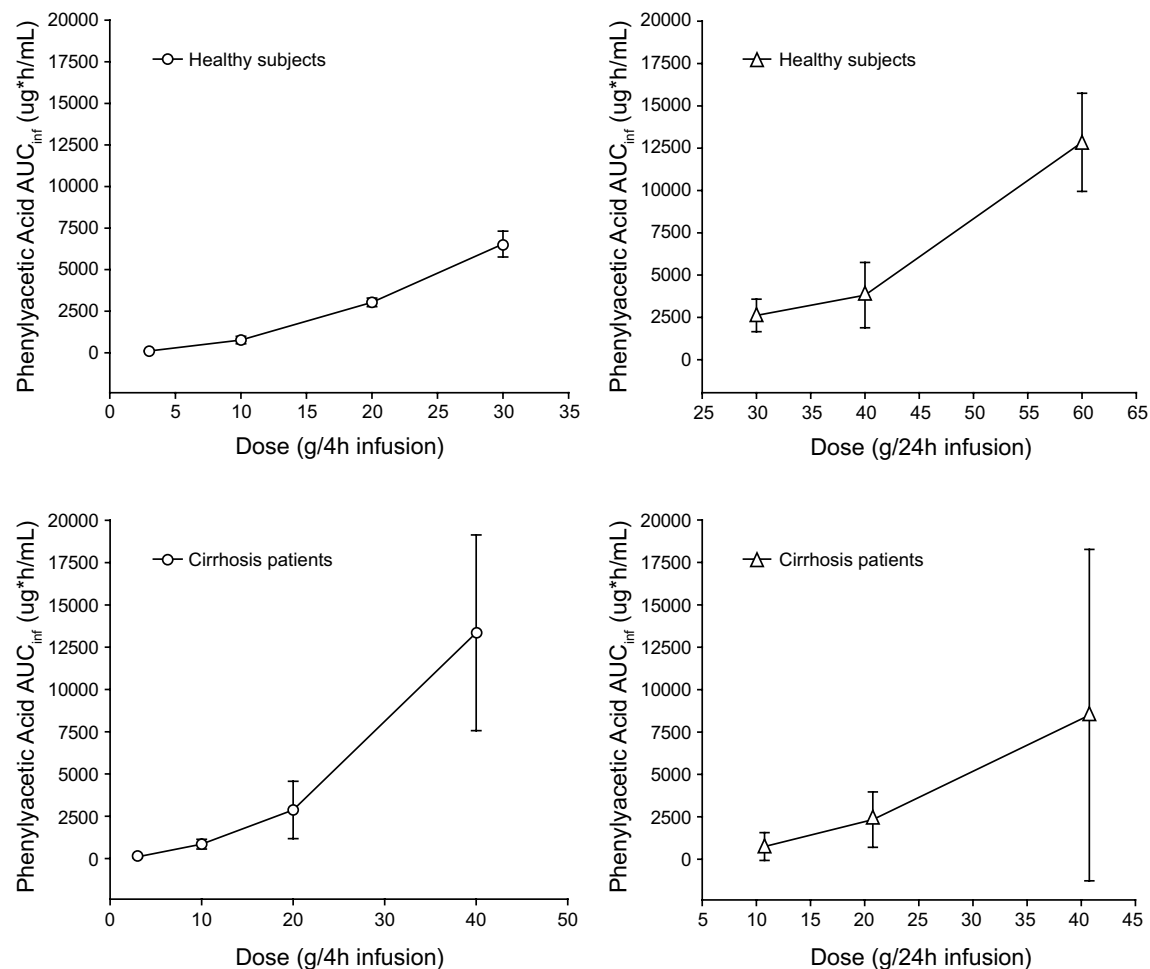 20000
17500
15000
12500
10000
7500
5000
2500
0
Phenylyacetic Acid AUCinf (ug*h/mL)
Healthy subjects
0 5 10 15 20 25 30 35
Dose (g/4h infusion)
20000
17500
15000
12500
10000
7500
5000
2500
0
Phenylyacetic Acid AUCinf (ug*h/mL)
Healthy subjects
25 30 35 40 45 50 55 60 65
Dose (g/24h infusion)
20000
17500
15000
12500
10000
7500
5000
2500
0
Phenylyacetic Acid AUCinf (ug*h/mL)
Cirrhosis patients
0 10 20 30 40 50
Dose (g/4h infusion)
20000
17500
15000
12500
10000
7500
5000
2500
0
Phenylyacetic Acid AUCinf (ug*h/mL)
Cirrhosis patients
5 10 15 20 25 30 35 40 45
Dose (g/24h infusion)